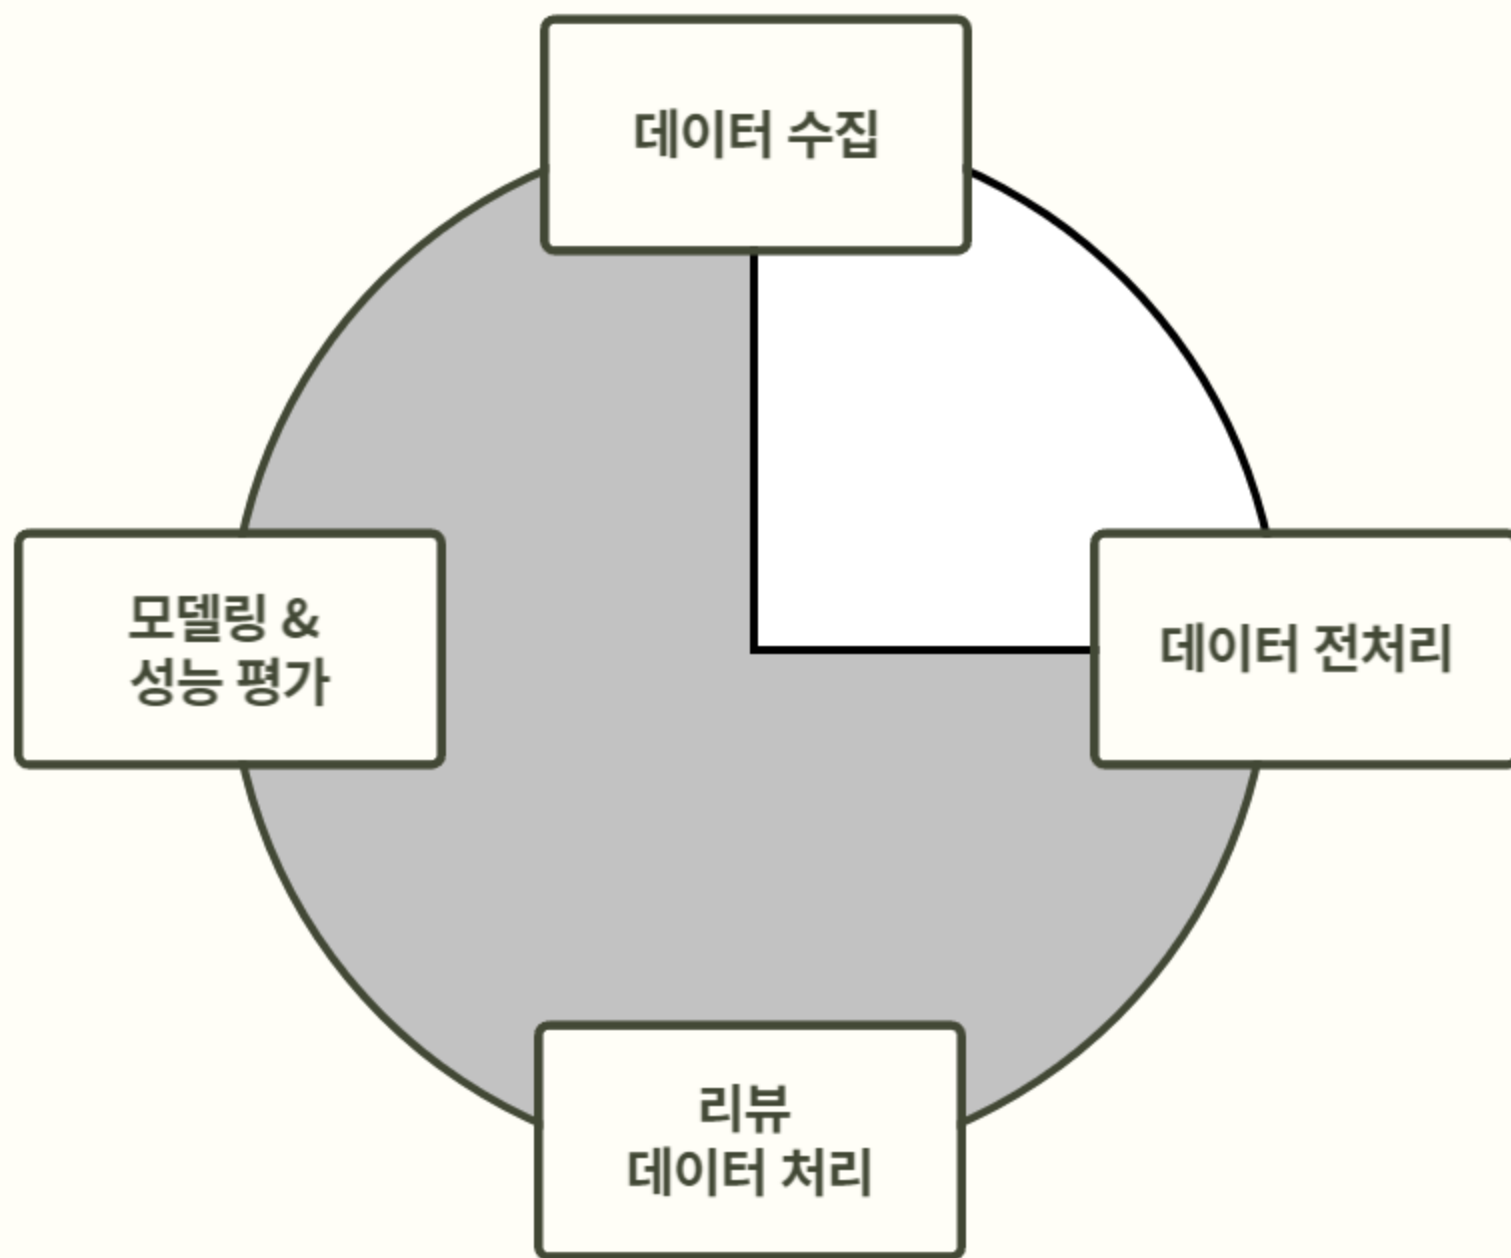 데이터 수집
모델링 &
성능 평가
데이터 전처리
리뷰
데이터 처리